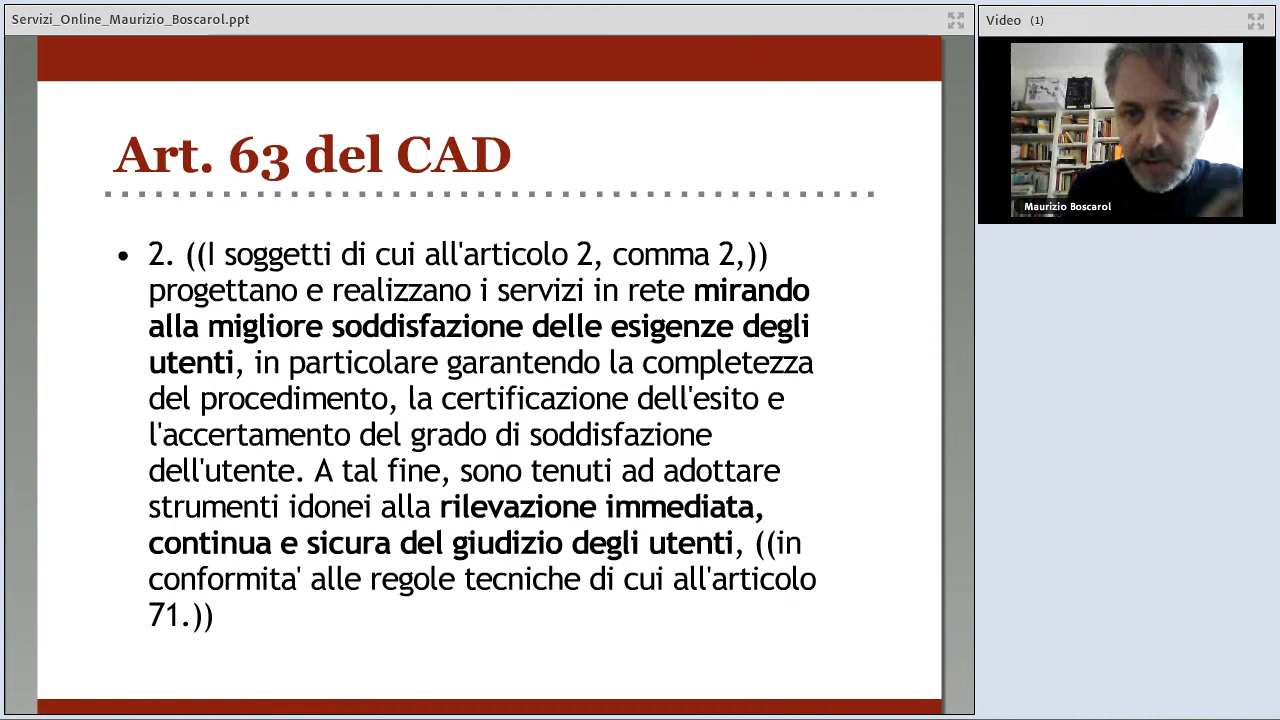 Servizi_Online_Maurizio_Boscarol.ppt
Video (1)
Maurizio Boscarol
Art. 63 del CAD
• 2. ((I soggetti di cui all'articolo 2, comma 2,))
progettano e realizzano i servizi in rete mirando
alla migliore soddisfazione delle esigenze degli
utenti, in particolare garantendo la completezza
del procedimento, la certificazione dell'esito e
l'accertamento del grado di soddisfazione
dell'utente. A tal fine, sono tenuti ad adottare
strumenti idonei alla rilevazione immediata,
continua e sicura del giudizio degli utenti, ((in
conformita' alle regole tecniche di cui all'articolo
71.))